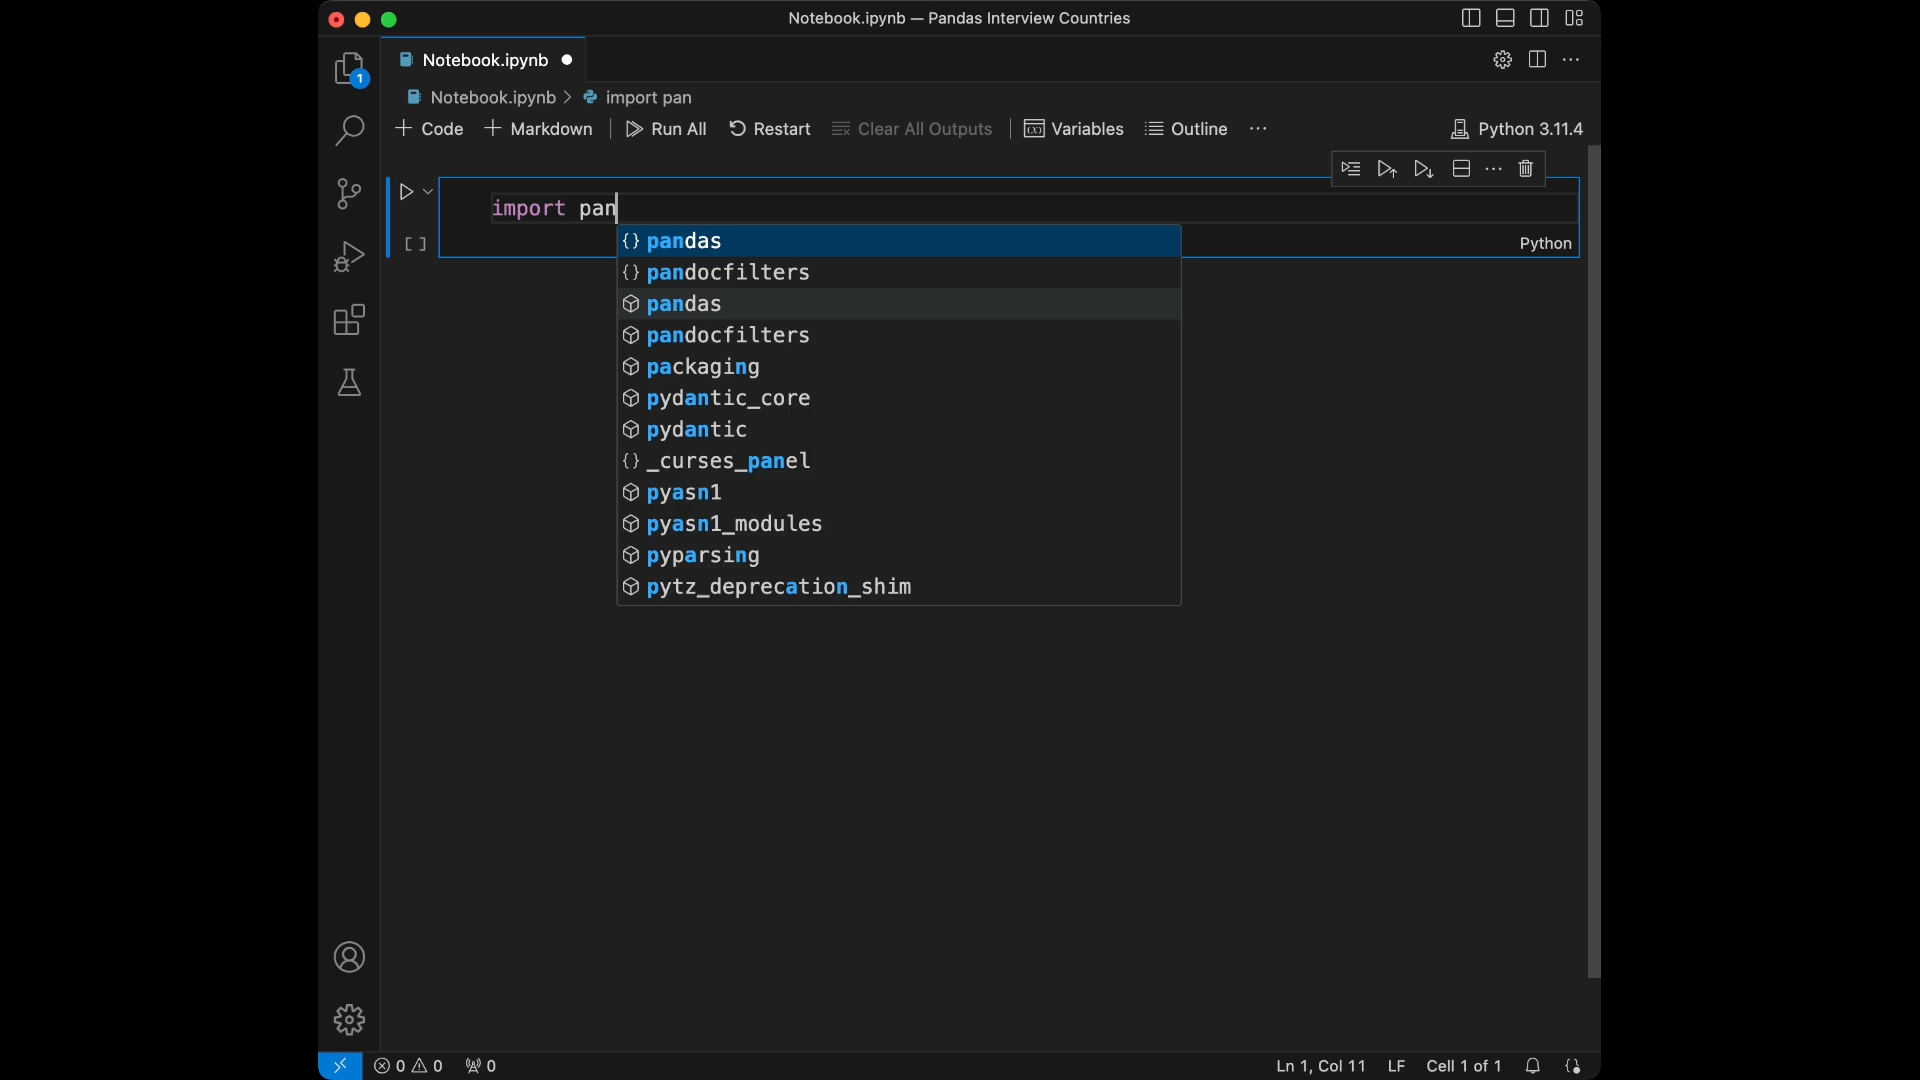 Notebook.ipynb — Pandas Interview Countries
1
Notebook.ipynb
Notebook.ipynb > import pan
Code Markdown Run All Restart Clear All Outputs Variables Outline ... Python 3.11.4
import pan
[ ]
Python
{} pandas
{} pandocfilters
pandas
pandocfilters
packaging
pydantic_core
pydantic
{} _curses_panel
pyasn1
pyasn1_modules
pyparsing
pytz_deprecation_shim
0 0 0 Ln 1, Col 11 LF Cell 1 of 1